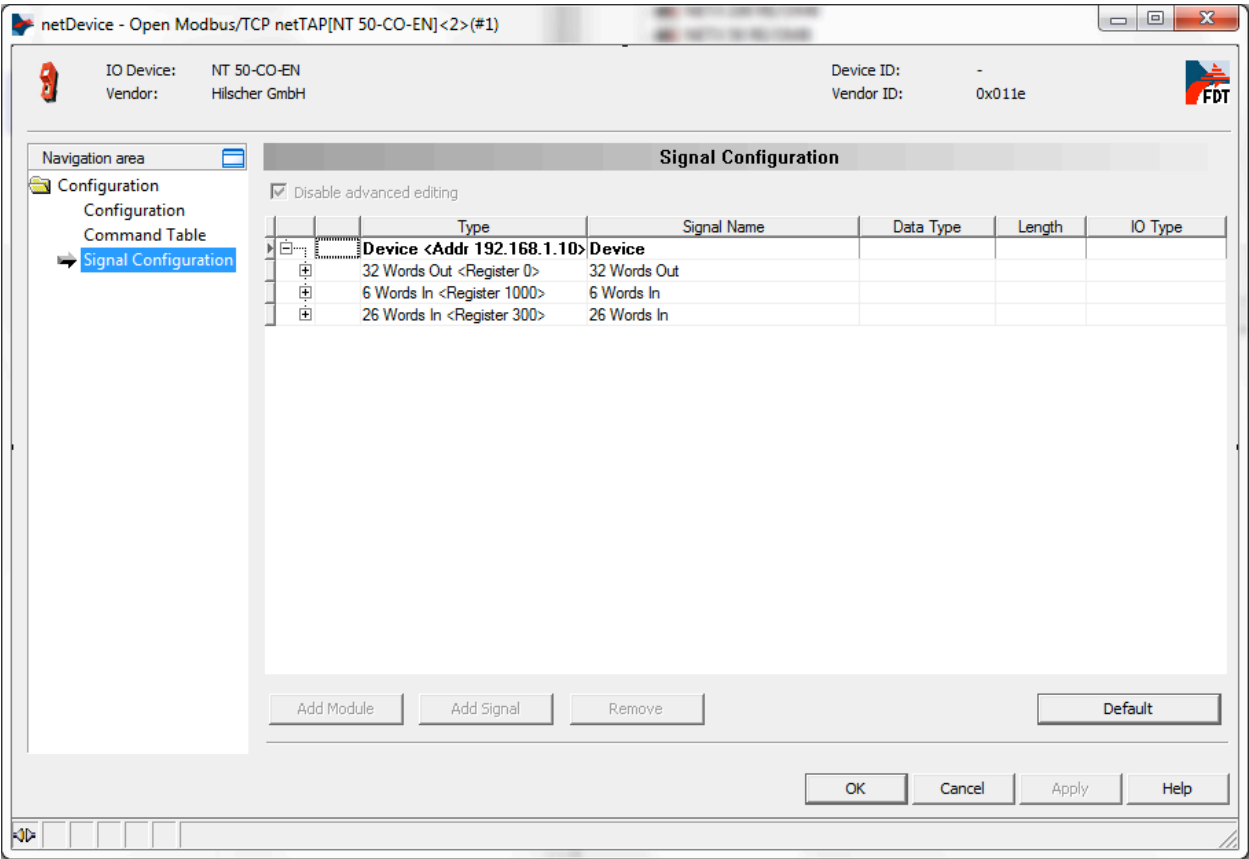 netDevice - Open Modbus/TCP netTAP[NT 50-CO-EN]<2>(#1)
IO Device: NT 50-CO-EN Device ID: -
Vendor: Hilscher GmbH Vendor ID: 0x011e
FDT
Navigation area
Signal Configuration
Configuration
Configuration
Command Table
Signal Configuration
Disable advanced editing
Type Signal Name Data Type Length IO Type
Device <Addr 192.168.1.10> Device
32 Words Out <Register 0> 32 Words Out
6 Words In <Register 1000> 6 Words In
26 Words In <Register 300> 26 Words In
Add Module Add Signal Remove Default
OK Cancel Apply Help